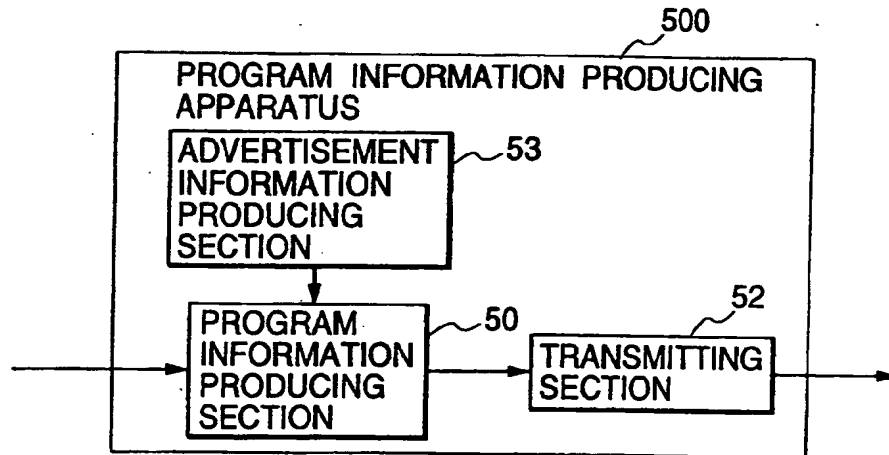 500
PROGRAM INFORMATION PRODUCING
APPARATUS
ADVERTISEMENT
INFORMATION
PRODUCING
SECTION
53
PROGRAM
INFORMATION
PRODUCING
SECTION
50
TRANSMITTING
SECTION
52